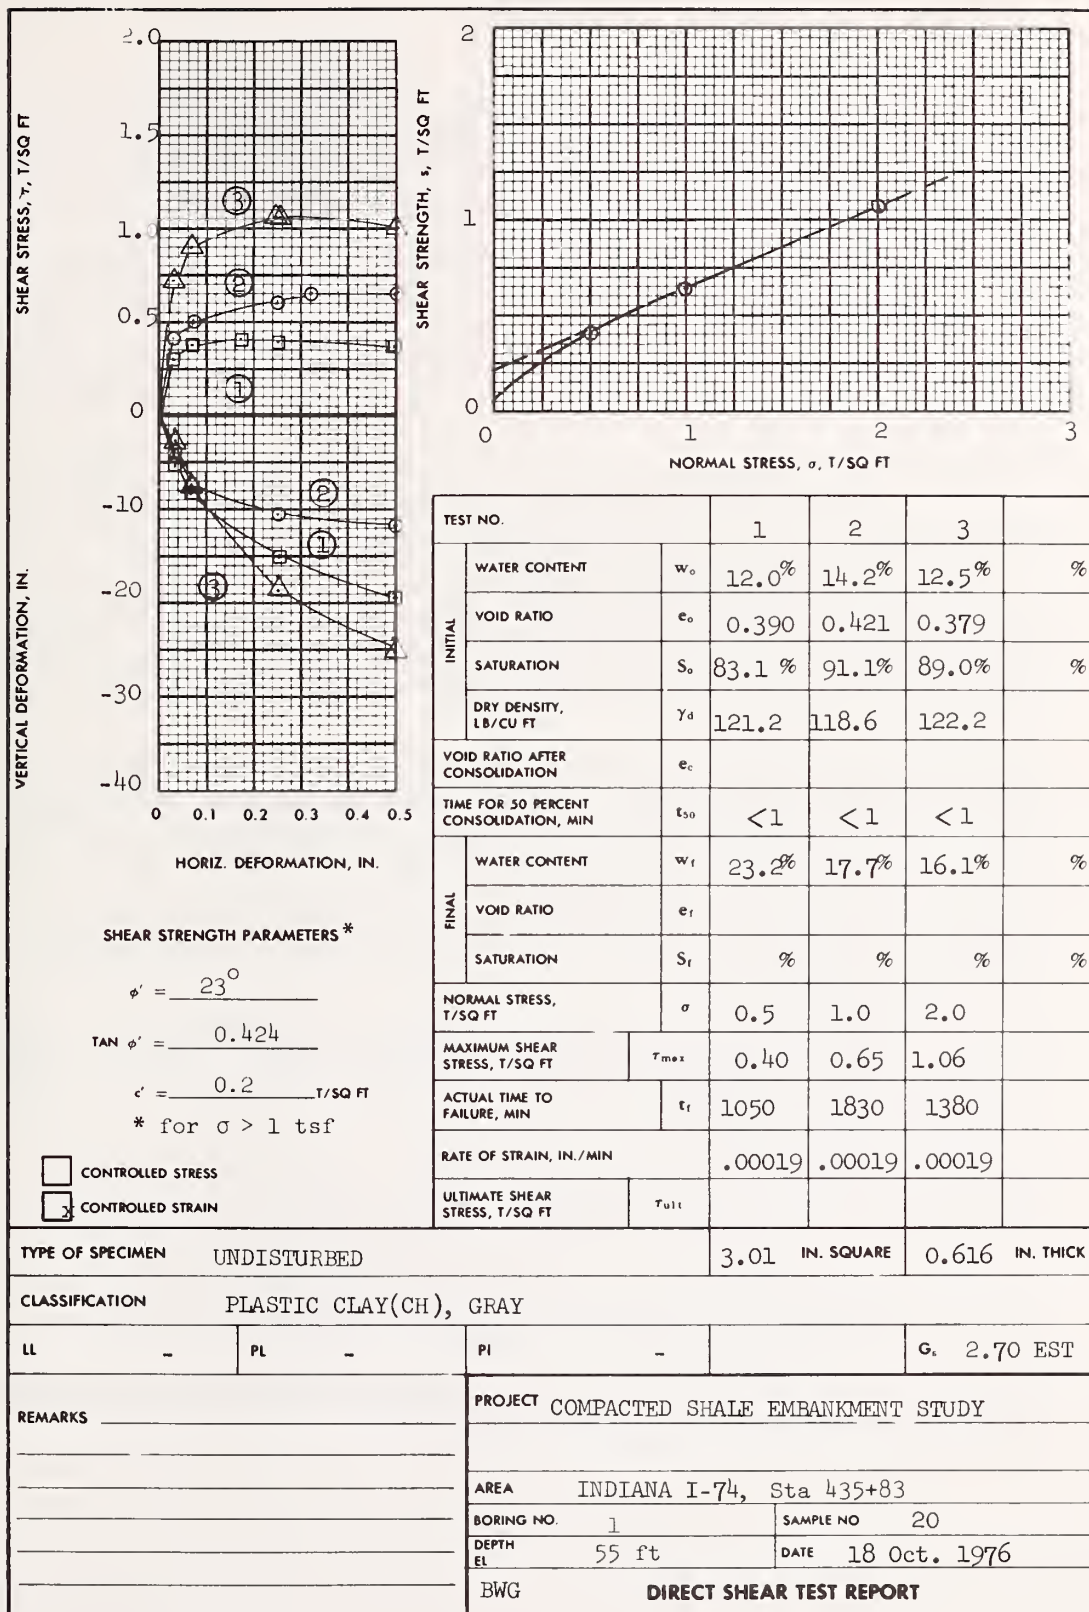 SHEAR STRESS, τ, T/SQ FT
2.0
1.5
1.0
0.5
0
-10
-20
-30
-40
VERTICAL DEFORMATION, IN.
③
②
①
②
①
③
0 0.1 0.2 0.3 0.4 0.5
HORIZ. DEFORMATION, IN.
SHEAR STRENGTH, s, T/SQ FT
2
1
0
0 1 2 3
NORMAL STRESS, σ, T/SQ FT
SHEAR STRENGTH PARAMETERS *
φ' = 23°
TAN φ' = 0.424
c' = 0.2 T/SQ FT
* for σ > 1 tsf
CONTROLLED STRESS
x CONTROLLED STRAIN
TEST NO. 1 2 3
INITIAL
WATER CONTENT w₀ 12.0% 14.2% 12.5% %
VOID RATIO e₀ 0.390 0.421 0.379
SATURATION S₀ 83.1 % 91.1% 89.0% %
DRY DENSITY, LB/CU FT γd 121.2 118.6 122.2
VOID RATIO AFTER CONSOLIDATION ec
TIME FOR 50 PERCENT CONSOLIDATION, MIN t50 <1 <1 <1
FINAL
WATER CONTENT wf 23.2% 17.7% 16.1% %
VOID RATIO ef
SATURATION Sf % % % %
NORMAL STRESS, T/SQ FT σ 0.5 1.0 2.0
MAXIMUM SHEAR STRESS, T/SQ FT τmax 0.40 0.65 1.06
ACTUAL TIME TO FAILURE, MIN tf 1050 1830 1380
RATE OF STRAIN, IN./MIN .00019 .00019 .00019
ULTIMATE SHEAR STRESS, T/SQ FT τult
TYPE OF SPECIMEN UNDISTURBED 3.01 IN. SQUARE 0.616 IN. THICK
CLASSIFICATION PLASTIC CLAY(CH), GRAY
LL - PL - PI - Gs 2.70 EST
REMARKS
PROJECT COMPACTED SHALE EMBANKMENT STUDY
AREA INDIANA I-74, Sta 435+83
BORING NO. 1 SAMPLE NO 20
DEPTH EL 55 ft DATE 18 Oct. 1976
BWG DIRECT SHEAR TEST REPORT